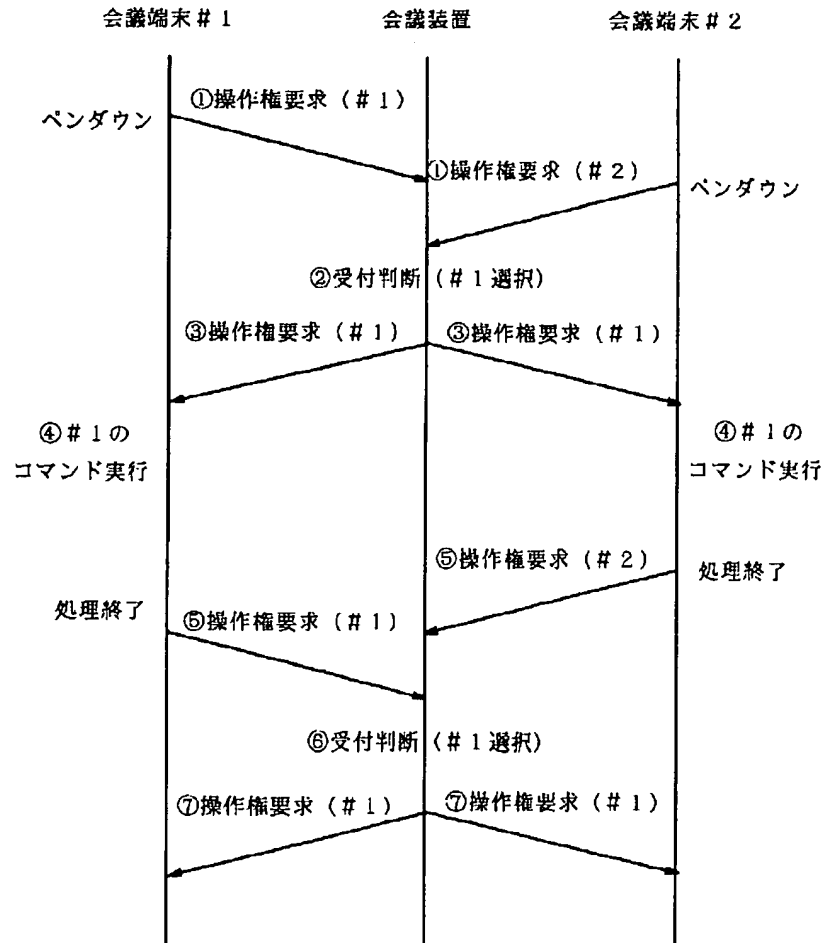 会議端末#1 会議装置 会議端末#2
①操作権要求(#1)
ペンダウン
①操作権要求(#2)
ペンダウン
②受付判断(#1選択)
③操作権要求(#1) ③操作権要求(#1)
④#1の
コマンド実行
④#1の
コマンド実行
⑤操作権要求(#2)
処理終了
処理終了
⑤操作権要求(#1)
⑥受付判断(#1選択)
⑦操作権要求(#1) ⑦操作権要求(#1)